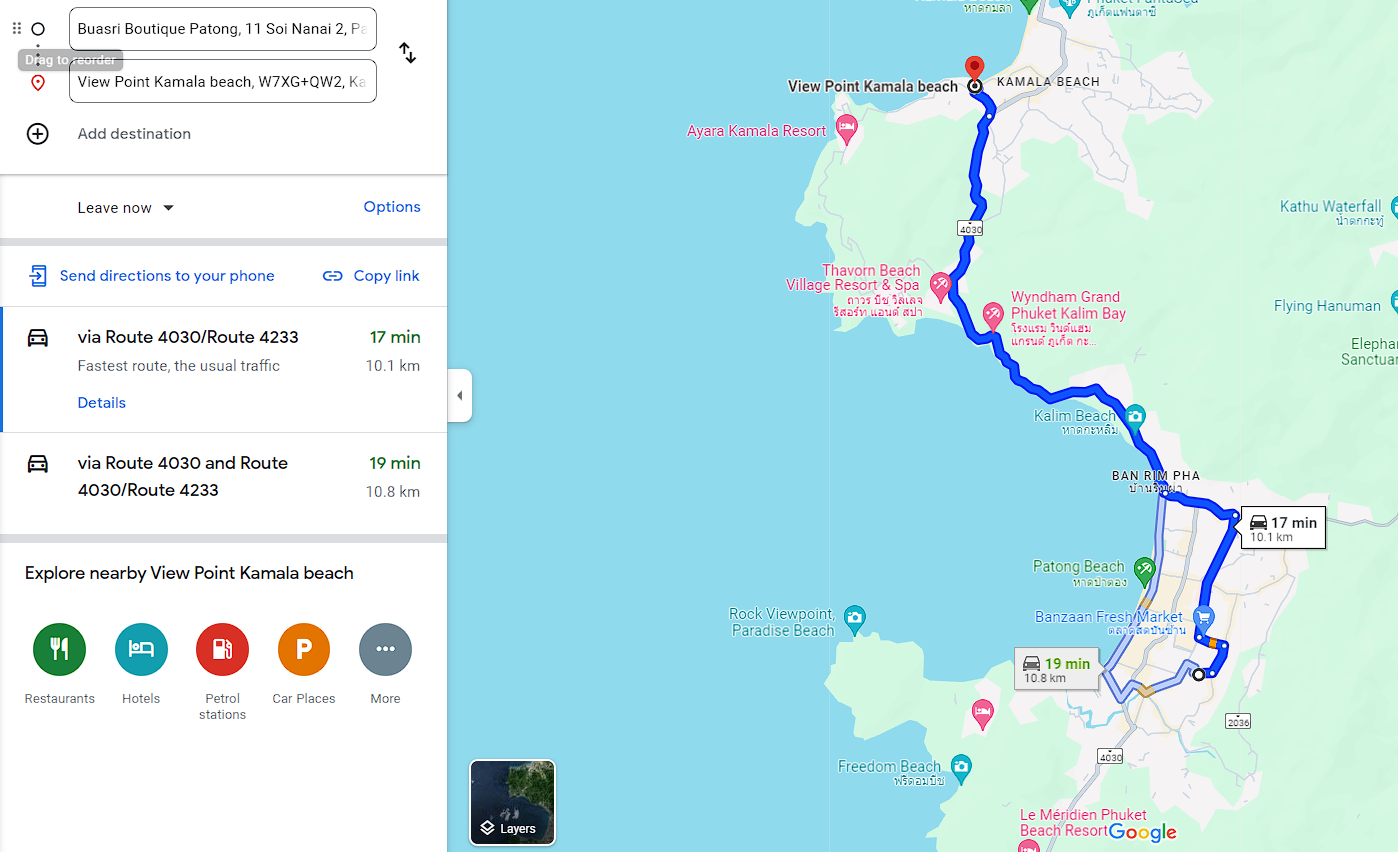 Buasri Boutique Patong, 11 Soi Nanai 2, Pa
Drag to reorder
View Point Kamala beach, W7XG+QW2, Ka
Add destination
Leave now
Options
Send directions to your phone
Copy link
via Route 4030/Route 4233
17 min
Fastest route, the usual traffic
10.1 km
Details
via Route 4030 and Route
4030/Route 4233
19 min
10.8 km
Explore nearby View Point Kamala beach
Restaurants
Hotels
Petrol
stations
P
Car Places
More
หาดกมลา
ภูเก็ตแฟนตาซี
View Point Kamala beach
KAMALA BEACH
Ayara Kamala Resort
Kathu Waterfall
น้ำตกกะทู้
4030
Thavorn Beach
Village Resort & Spa
ถาวร บีช วิลเลจ
รีสอร์ท แอนด์ สปา
Wyndham Grand
Phuket Kalim Bay
โรงแรม วินด์แฮม
แกรนด์ ภูเก็ต กะ...
Flying Hanuman
Elepha
Sanctuar
Kalim Beach
หาดกะหลิม
BAN RIM PHA
17 min
10.1 km
Patong Beach
หาดป่าตอง
Banzaan Fresh Market
ตลาดสดบันซ้าน
Rock Viewpoint,
Paradise Beach
19 min
10.8 km
2036
4030
Freedom Beach
ฟรีดอมบีช
Layers
Le Méridien Phuket
Beach Resort
Google